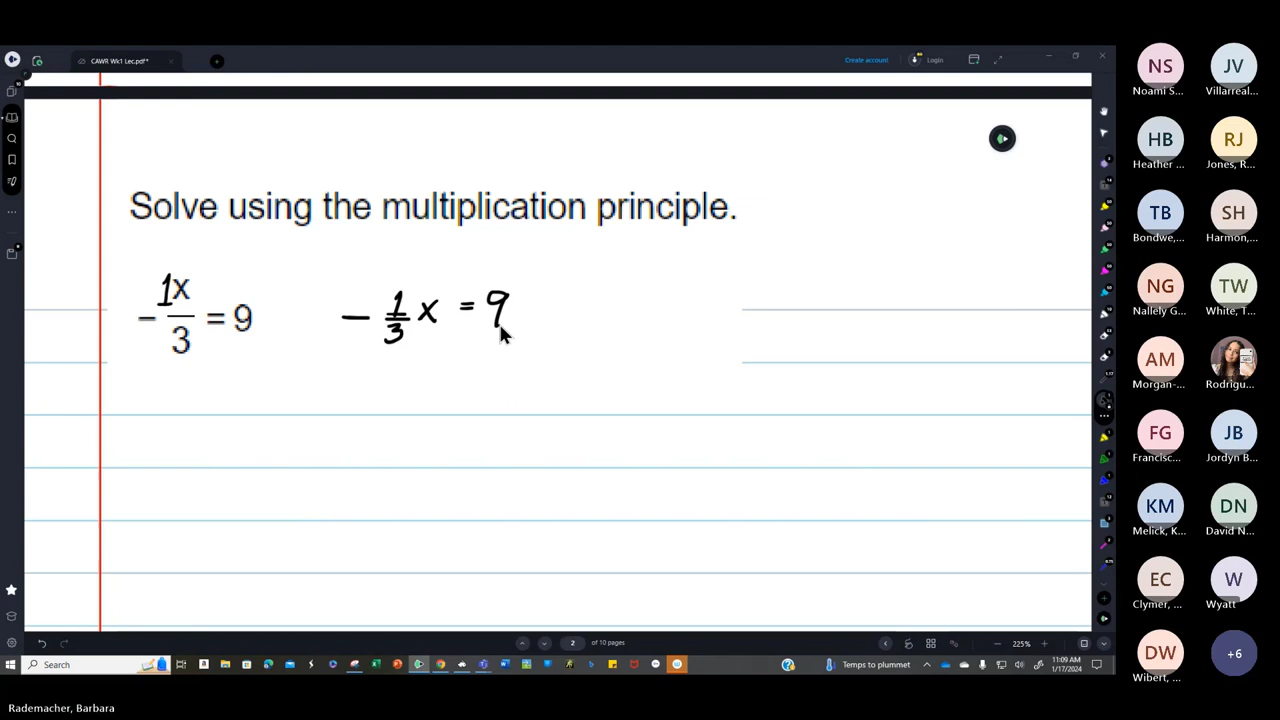 CAWR Wk1 Lec.pdf*
Create account
Login
Solve using the multiplication principle.
-1x/3 = 9
- 1/3 x = 9
NS
Noami S...
JV
Villarreal...
HB
Heather ...
RJ
Jones, R...
TB
Bondwe,...
SH
Harmon,...
NG
Nallely G...
TW
White, T...
AM
Morgan-...
Rodrigu...
FG
Francisc...
JB
Jordyn B...
KM
Melick, K...
DN
David N...
EC
Clymer, ...
W
Wyatt
DW
Wibert, ...
+6
2 of 10 pages
225%
Search
Temps to plummet
11:09 AM
1/17/2024
Rademacher, Barbara